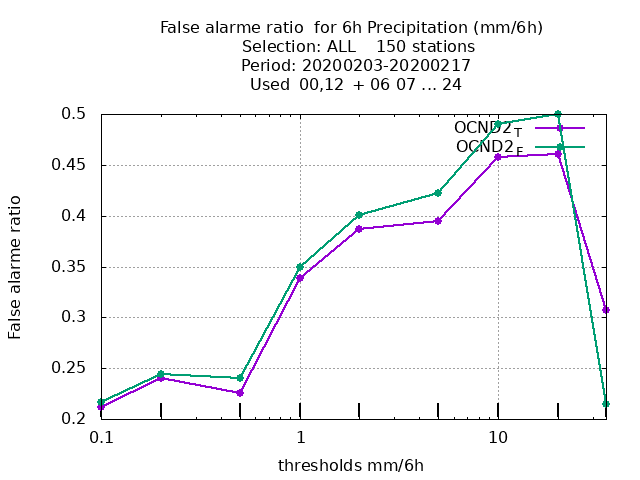 False alarme ratio  for 6h Precipitation (mm/6h)
Selection: ALL    150 stations
Period: 20200203-20200217
Used  00,12  + 06 07 ... 24
0.5
OCND2T
OCND2F
0.45
0.4
0.35
0.3
0.25
0.2
False alarme ratio
0.1
1
10
thresholds mm/6h